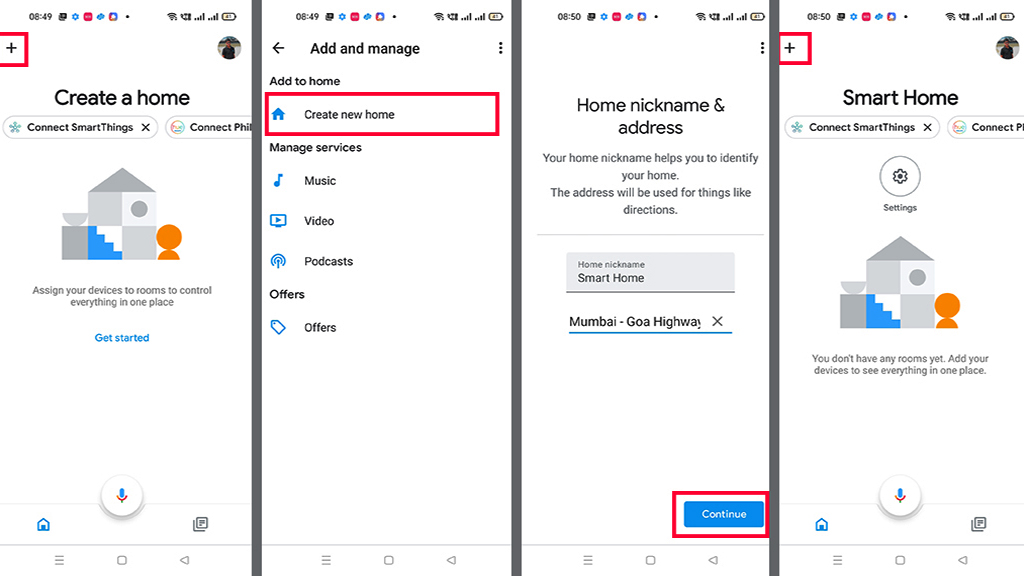 08:49
41
+
Create a home
Connect SmartThings ✕
Connect Phil
Assign your devices to rooms to control
everything in one place
Get started
08:49
41
Add and manage
Add to home
Create new home
Manage services
Music
Video
Podcasts
Offers
Offers
08:50
41
Home nickname &
address
Your home nickname helps you to identify
your home.
The address will be used for things like
directions.
Home nickname
Smart Home
Mumbai - Goa Highway
Continue
08:50
41
+
Smart Home
Connect SmartThings ✕
Connect P
Settings
You don't have any rooms yet. Add your
devices to see everything in one place.